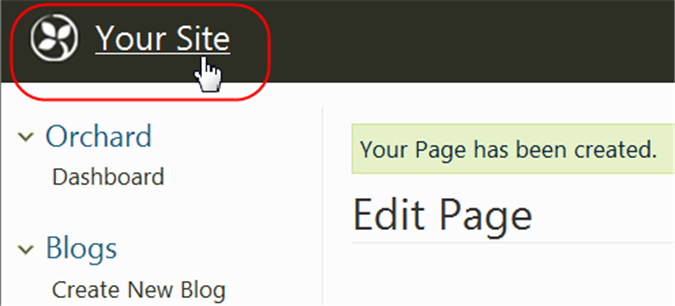 Your Site
Orchard
Dashboard
Blogs
Create New Blog
Your Page has been created.
Edit Page